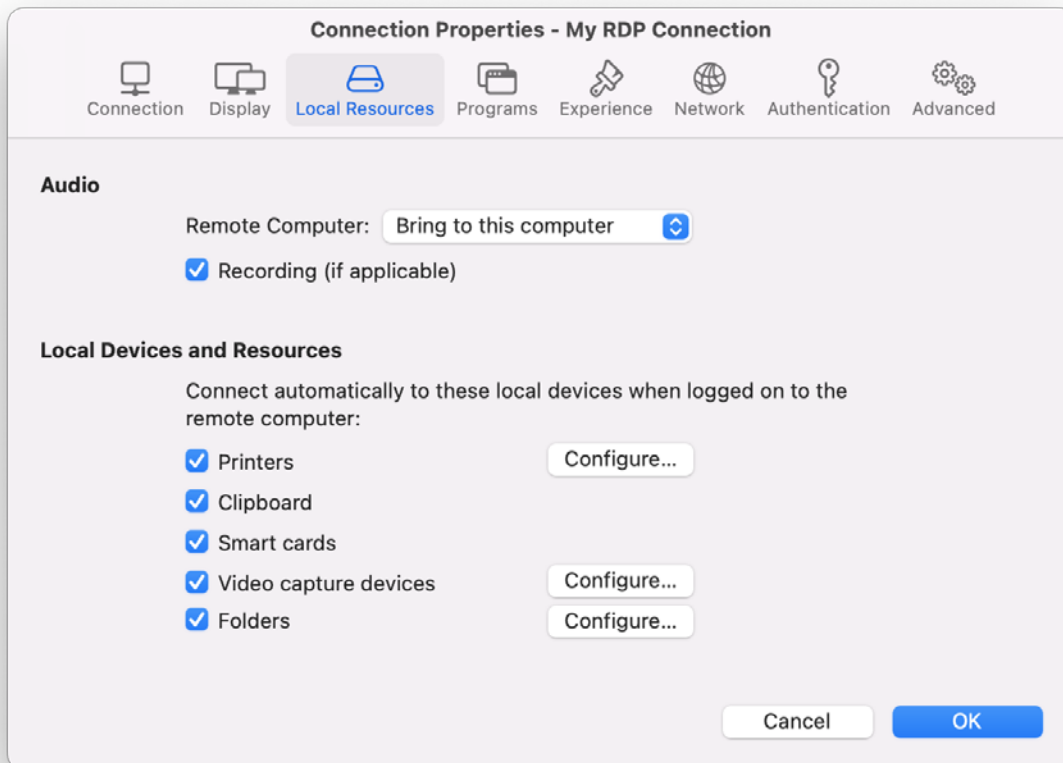 Connection Properties - My RDP Connection
Connection Display Local Resources Programs Experience Network Authentication Advanced
Audio
Remote Computer: Bring to this computer
Recording (if applicable)
Local Devices and Resources
Connect automatically to these local devices when logged on to the
remote computer:
Printers Configure...
Clipboard
Smart cards
Video capture devices Configure...
Folders Configure...
Cancel OK